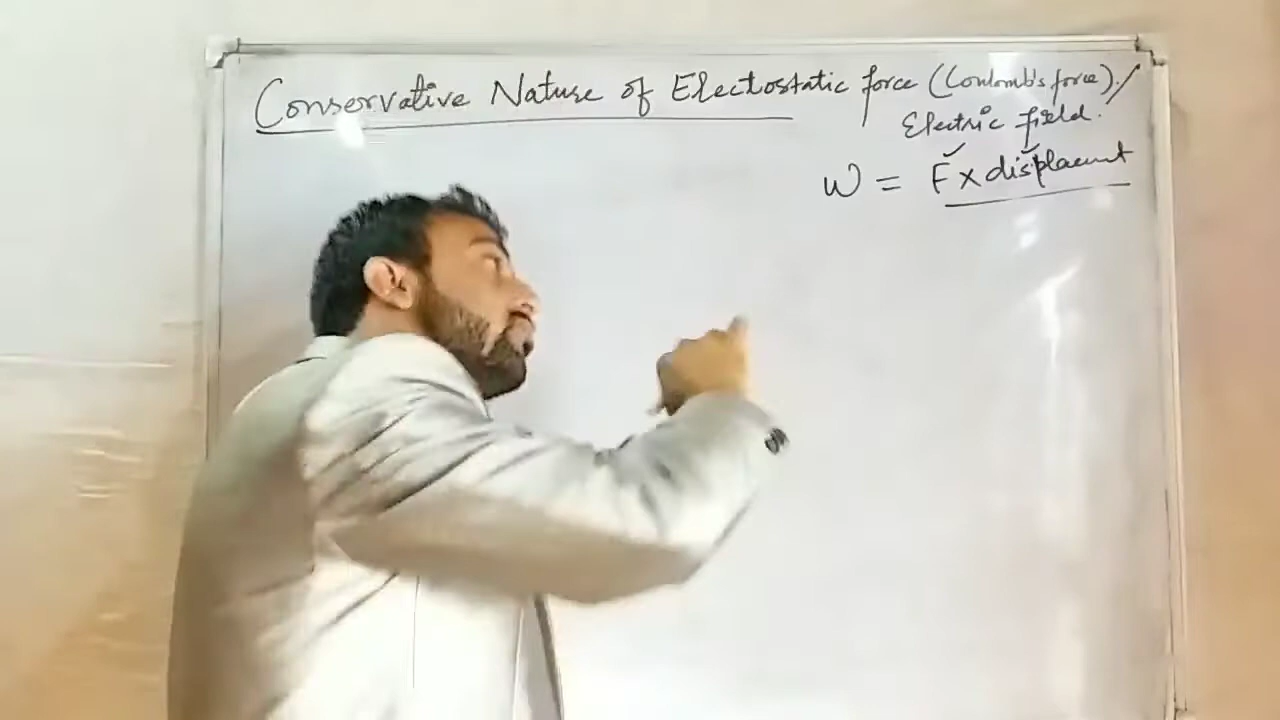 Conservative Nature of Electostatic force (Coulomb's force)./
Electric field.
W = F x displacemt